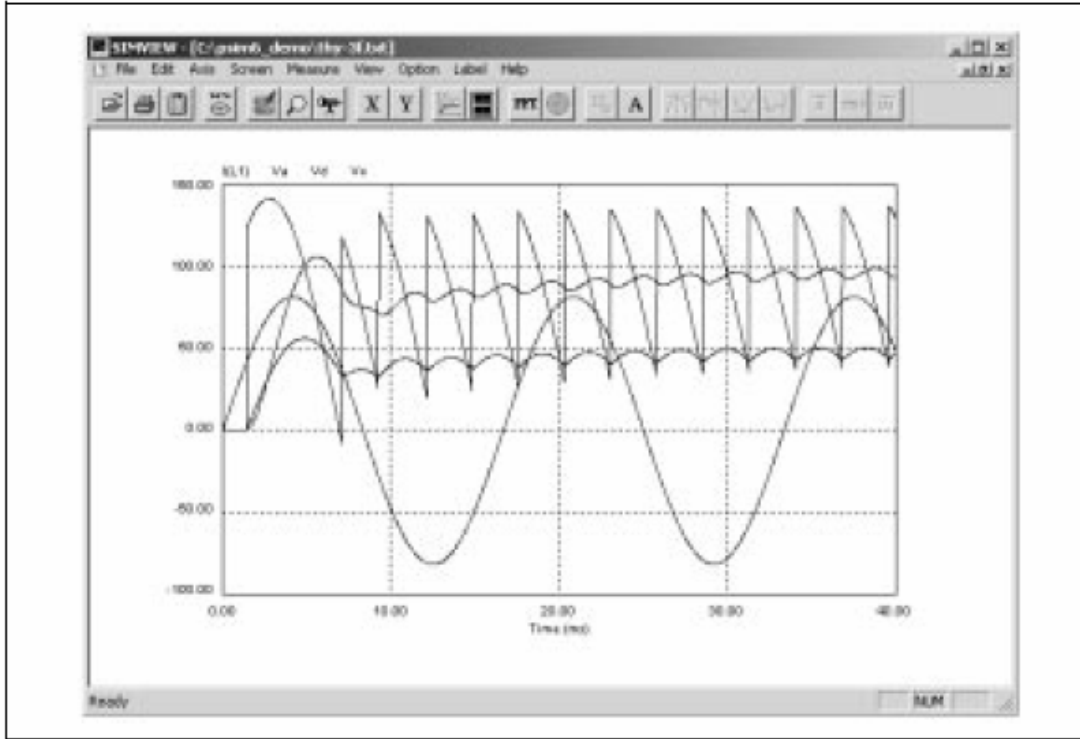 SIMVIEW - [C:\psim6_demo\thy-3f.txt]
File Edit Axis Screen Measure View Option Label Help
X Y FFT A
I(L1) Va Vd Vo
150.00
100.00
50.00
0.00
-50.00
-100.00
0.00 10.00 20.00 30.00 40.00
Time (ms)
Ready NUM